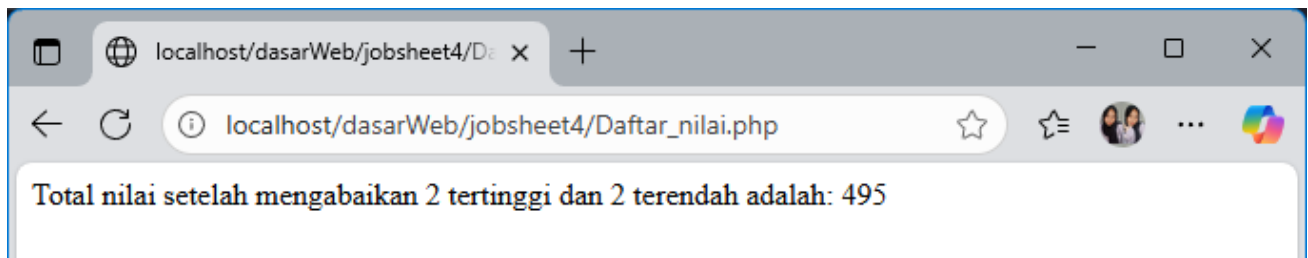 localhost/dasarWeb/jobsheet4/Da
localhost/dasarWeb/jobsheet4/Daftar_nilai.php
Total nilai setelah mengabaikan 2 tertinggi dan 2 terendah adalah: 495